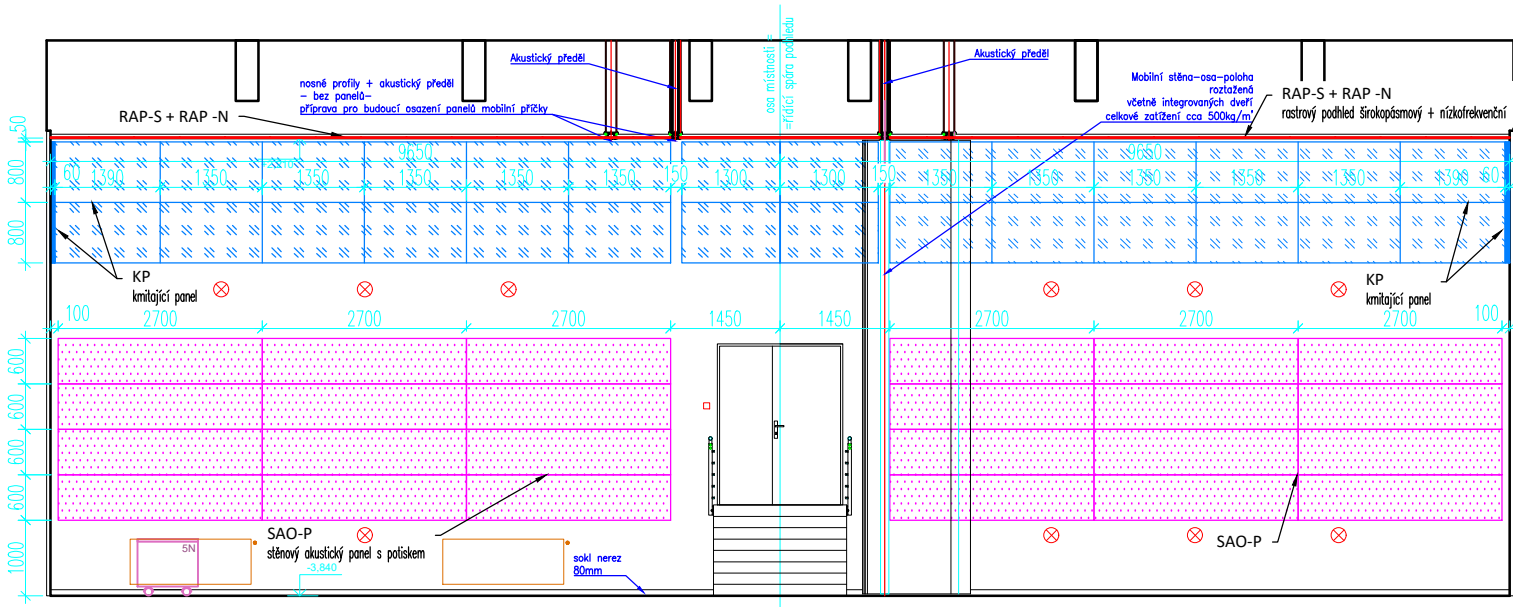 Akustický předěl
osa místnosti =
=řídící spára podhledu
Akustický předěl
nosné profily + akustický předěl
- bez panelů-
příprava pro budoucí osazení panelů mobilní příčky
Mobilní stěna-osa-poloha
roztažená
včetně integrovaných dveří
celkové zatížení cca 500kg/m'
RAP-S + RAP -N
RAP-S + RAP -N
rastrový podhled širokopásmový + nízkofrekvenční
50
800
9650
9650
60
1390
1350
1350
1350
1350
1350
150
1300
1300
150
1350
1350
1350
1350
1350
1390
60
800
KP
kmitající panel
KP
kmitající panel
100
2700
2700
2700
1450
1450
2700
2700
2700
100
600
600
600
600
SAO-P
stěnový akustický panel s potiskem
SAO-P
5N
sokl nerez
80mm
-3,840
1000